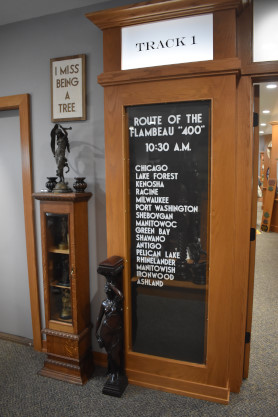 TRACK 1
I MISS
BEING A
TREE
ROUTE OF THE
FLAMBEAU "400"
10:30 A.M.
CHICAGO
LAKE FOREST
KENOSHA
RACINE
MILWAUKEE
PORT WASHINGTON
SHEBOYGAN
MANITOWOC
GREEN BAY
SHAWANO
ANTIGO
PELICAN LAKE
RHINELANDER
MANITOWISH
IRONWOOD
ASHLAND